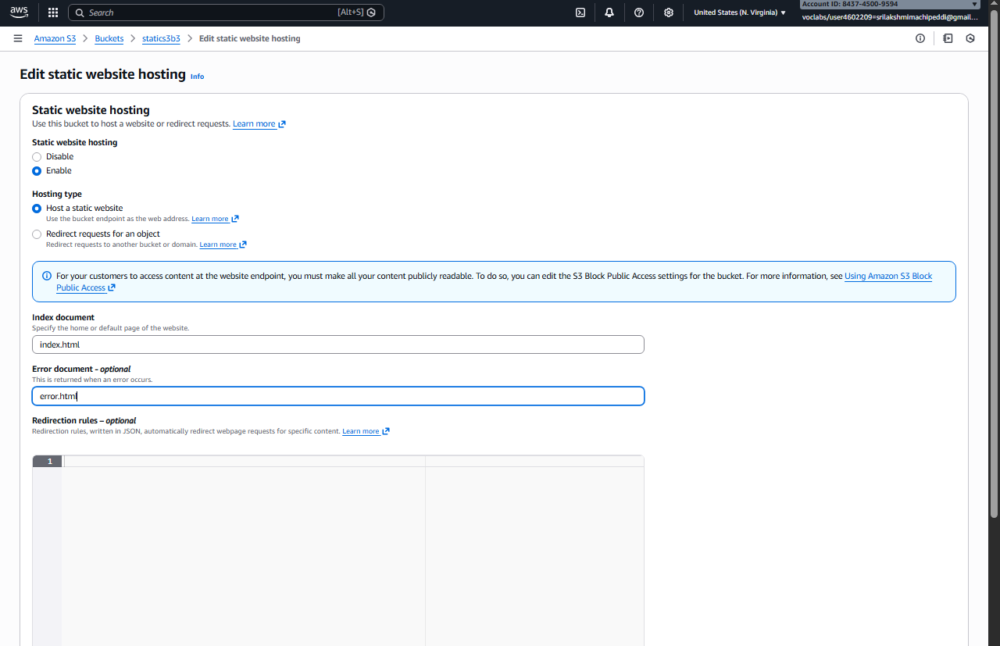 aws
Search [Alt+S]
United States (N. Virginia)
Account ID: 8437-4500-9594
voclabs/user4602209=srilakshmimachipeddi@gmail...
Amazon S3 > Buckets > statics3b3 > Edit static website hosting
Edit static website hosting Info
Static website hosting
Use this bucket to host a website or redirect requests. Learn more
Static website hosting
Disable
Enable
Hosting type
Host a static website
Use the bucket endpoint as the web address. Learn more
Redirect requests for an object
Redirect requests to another bucket or domain. Learn more
For your customers to access content at the website endpoint, you must make all your content publicly readable. To do so, you can edit the S3 Block Public Access settings for the bucket. For more information, see Using Amazon S3 Block
Public Access
Index document
Specify the home or default page of the website.
index.html
Error document - optional
This is returned when an error occurs.
error.html
Redirection rules – optional
Redirection rules, written in JSON, automatically redirect webpage requests for specific content. Learn more
1